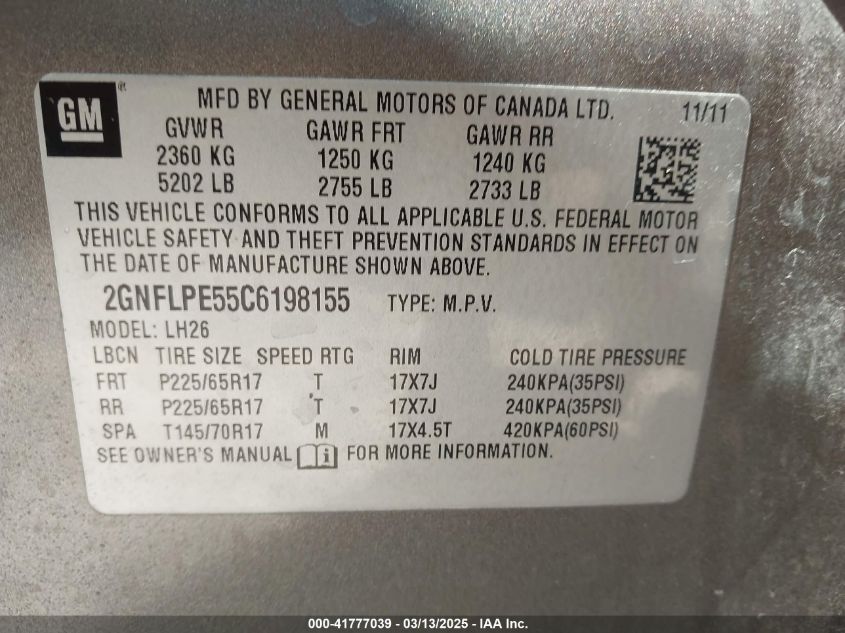 GM
MFD BY GENERAL MOTORS OF CANADA LTD. 11/11
GVWR GAWR FRT GAWR RR
2360 KG 1250 KG 1240 KG
5202 LB 2755 LB 2733 LB
THIS VEHICLE CONFORMS TO ALL APPLICABLE U.S. FEDERAL MOTOR
VEHICLE SAFETY AND THEFT PREVENTION STANDARDS IN EFFECT ON
THE DATE OF MANUFACTURE SHOWN ABOVE.
2GNFLPE55C6198155 TYPE: M.P.V.
MODEL: LH26
LBCN TIRE SIZE SPEED RTG RIM COLD TIRE PRESSURE
FRT P225/65R17 T 17X7J 240KPA(35PSI)
RR P225/65R17 T 17X7J 240KPA(35PSI)
SPA T145/70R17 M 17X4.5T 420KPA(60PSI)
SEE OWNER'S MANUAL i FOR MORE INFORMATION.
000-41777039 - 03/13/2025 - IAA Inc.